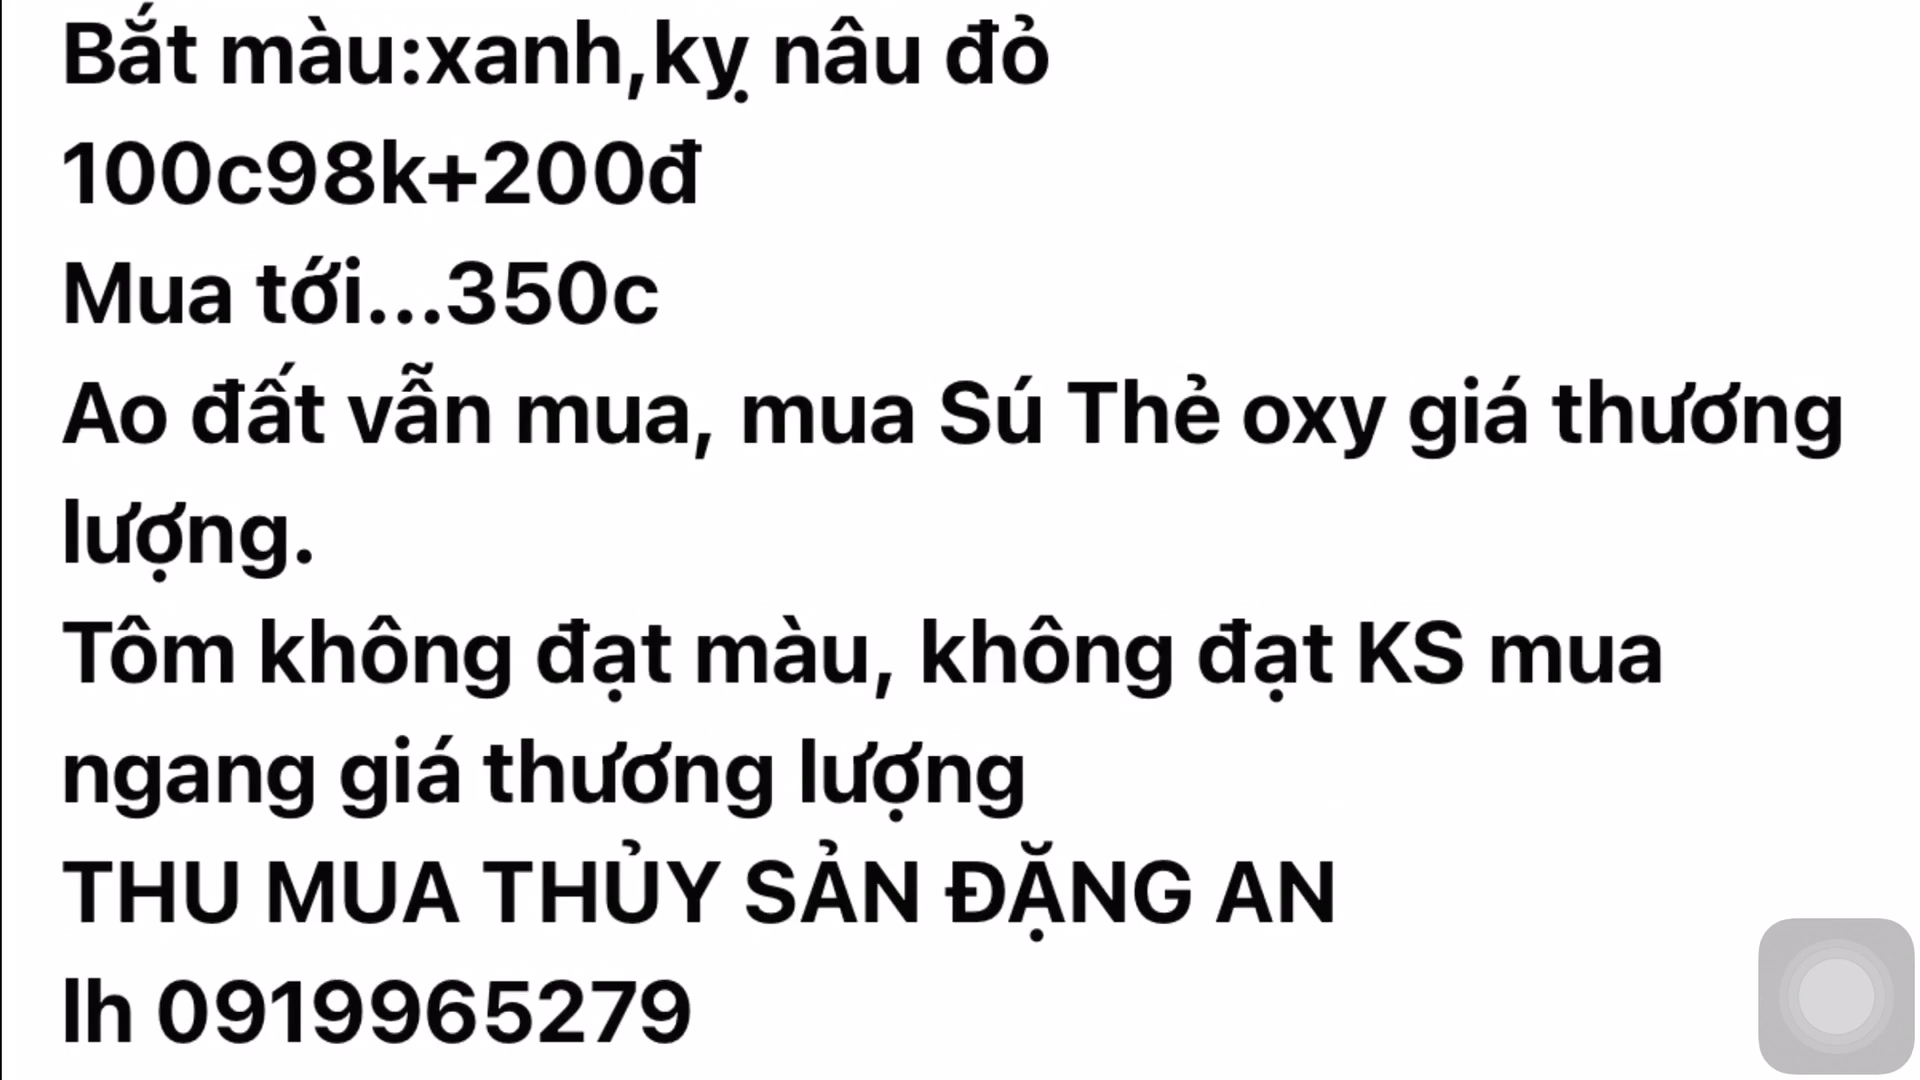 Bắt màu:xanh,kỵ nâu đỏ
100c98k+200đ
Mua tới...350c
Ao đất vẫn mua, mua Sú Thẻ oxy giá thương
lượng.
Tôm không đạt màu, không đạt KS mua
ngang giá thương lượng
THU MUA THỦY SẢN ĐẶNG AN
lh 0919965279